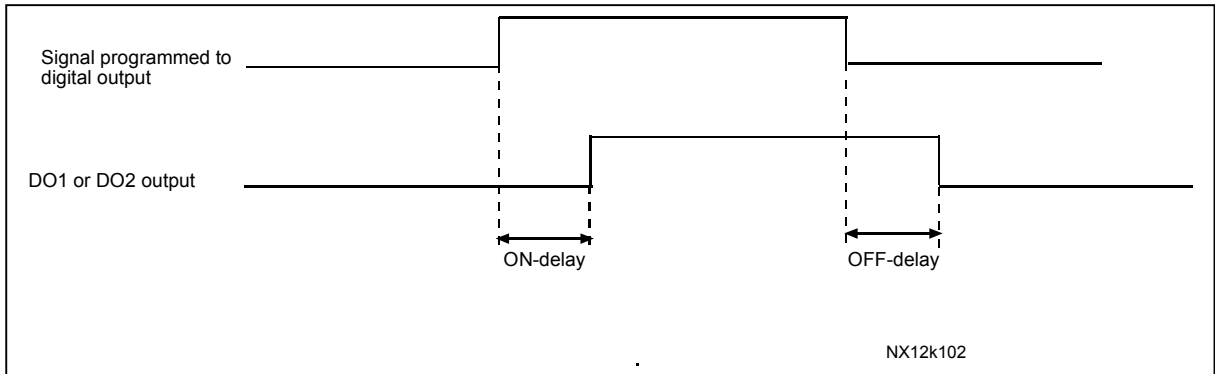 Signal programmed to
digital output
DO1 or DO2 output
ON-delay
OFF-delay
NX12k102